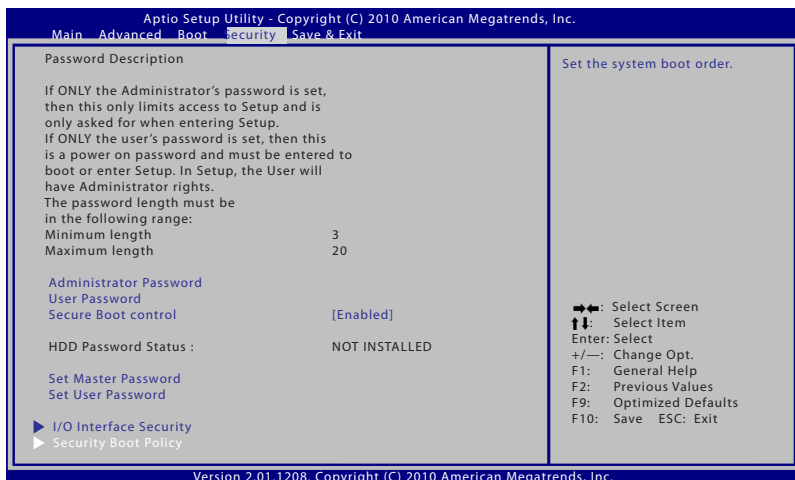 Aptio Setup Utility - Copyright (C) 2010 American Megatrends, Inc.
Main Advanced Boot Security Save & Exit
Password Description
If ONLY the Administrator's password is set,
then this only limits access to Setup and is
only asked for when entering Setup.
If ONLY the user's password is set, then this
is a power on password and must be entered to
boot or enter Setup. In Setup, the User will
have Administrator rights.
The password length must be
in the following range:
Minimum length 3
Maximum length 20
Administrator Password
User Password
Secure Boot control [Enabled]
HDD Password Status : NOT INSTALLED
Set Master Password
Set User Password
I/O Interface Security
Security Boot Policy
Set the system boot order.
→←: Select Screen
↑↓: Select Item
Enter: Select
+/—: Change Opt.
F1: General Help
F2: Previous Values
F9: Optimized Defaults
F10: Save ESC: Exit
Version 2.01.1208. Copyright (C) 2010 American Megatrends, Inc.